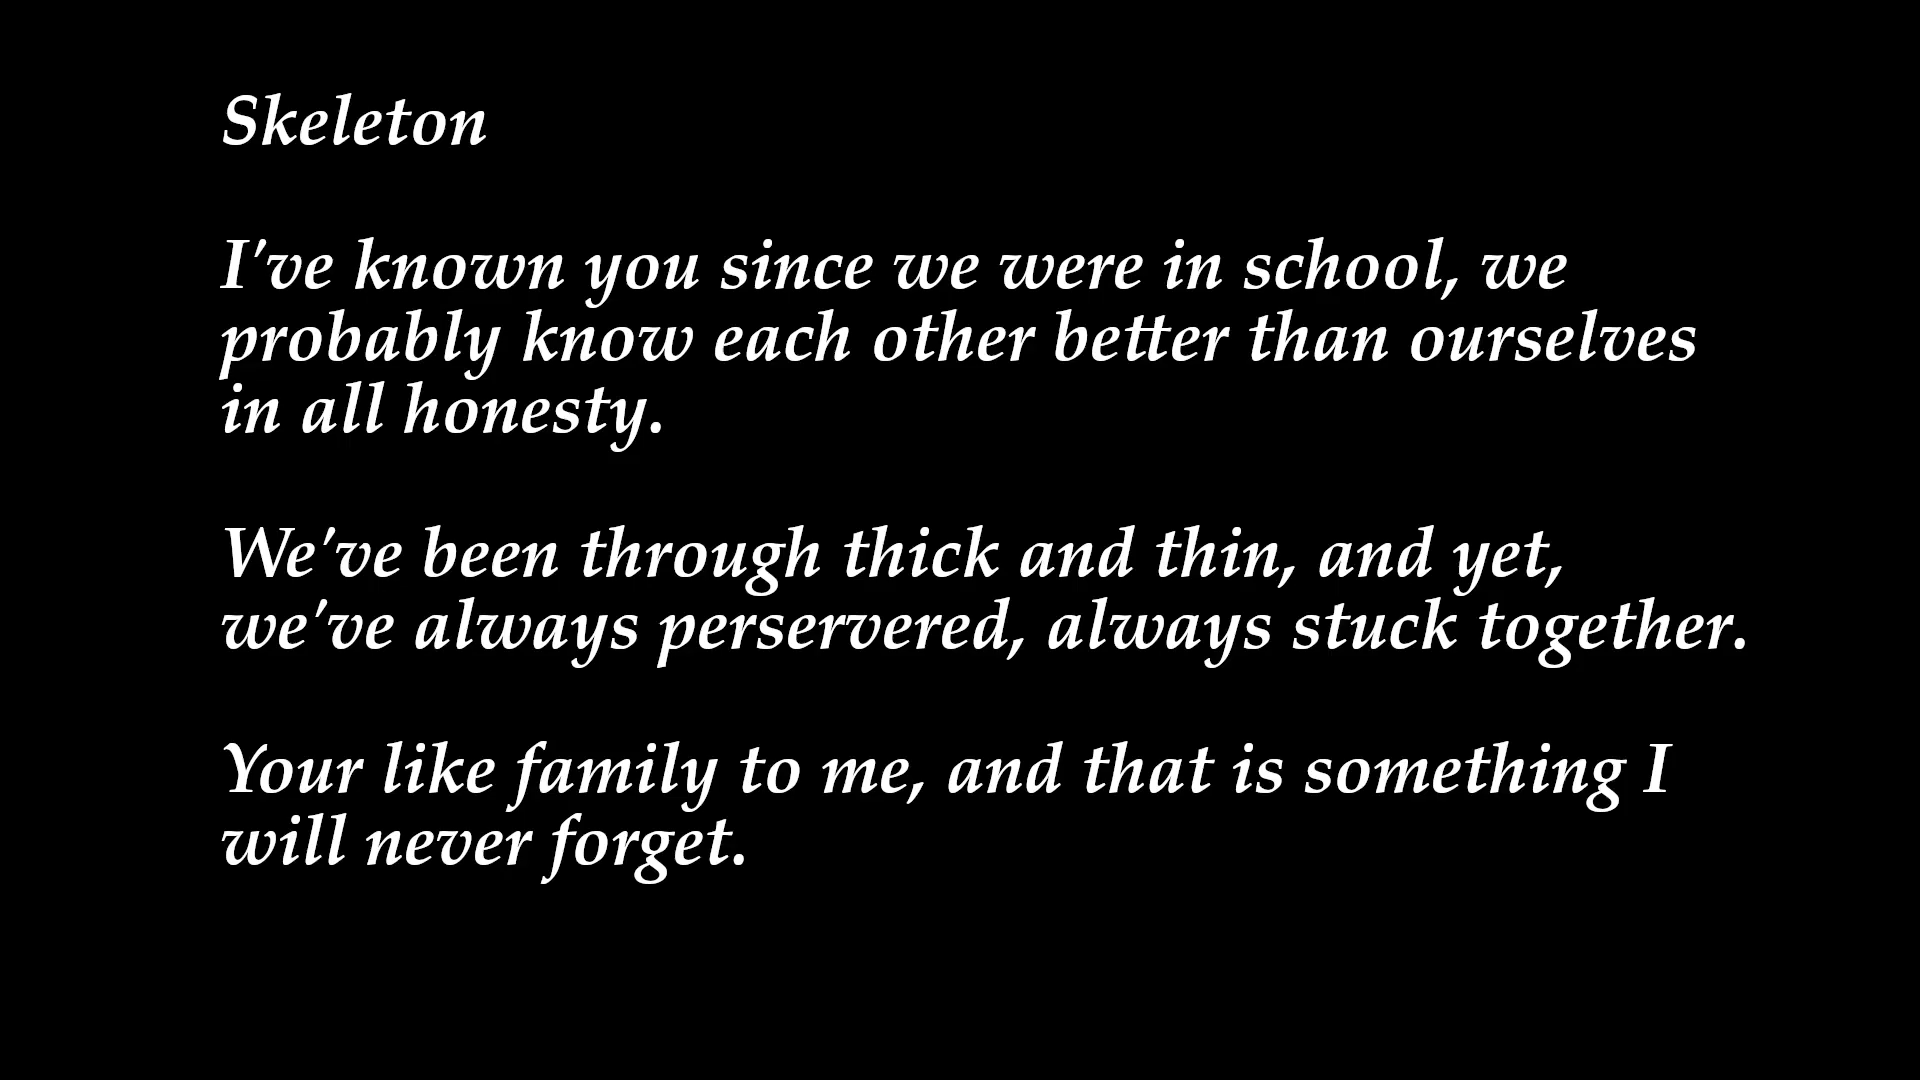 Skeleton
I've known you since we were in school, we
probably know each other better than ourselves
in all honesty.
We've been through thick and thin, and yet,
we've always perservered, always stuck together.
Your like family to me, and that is something I
will never forget.